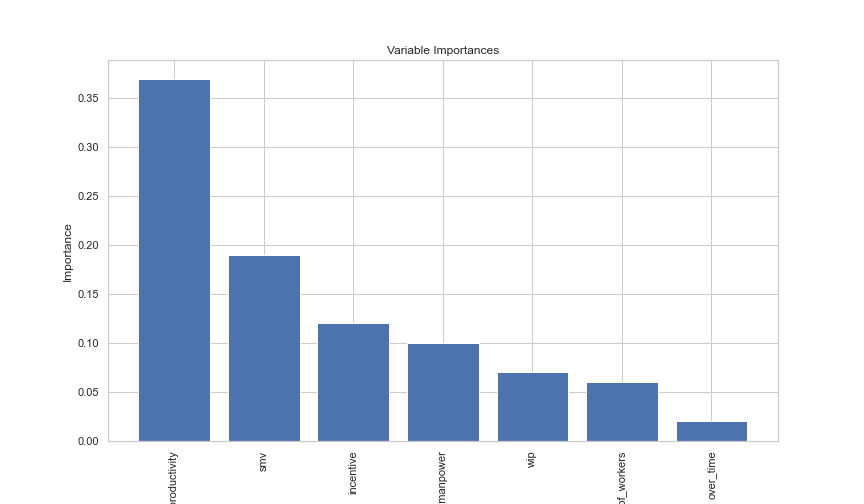 Variable Importances
Importance
0.35
0.30
0.25
0.20
0.15
0.10
0.05
0.00
roductivity
smv
incentive
manpower
wip
of_workers
over_time